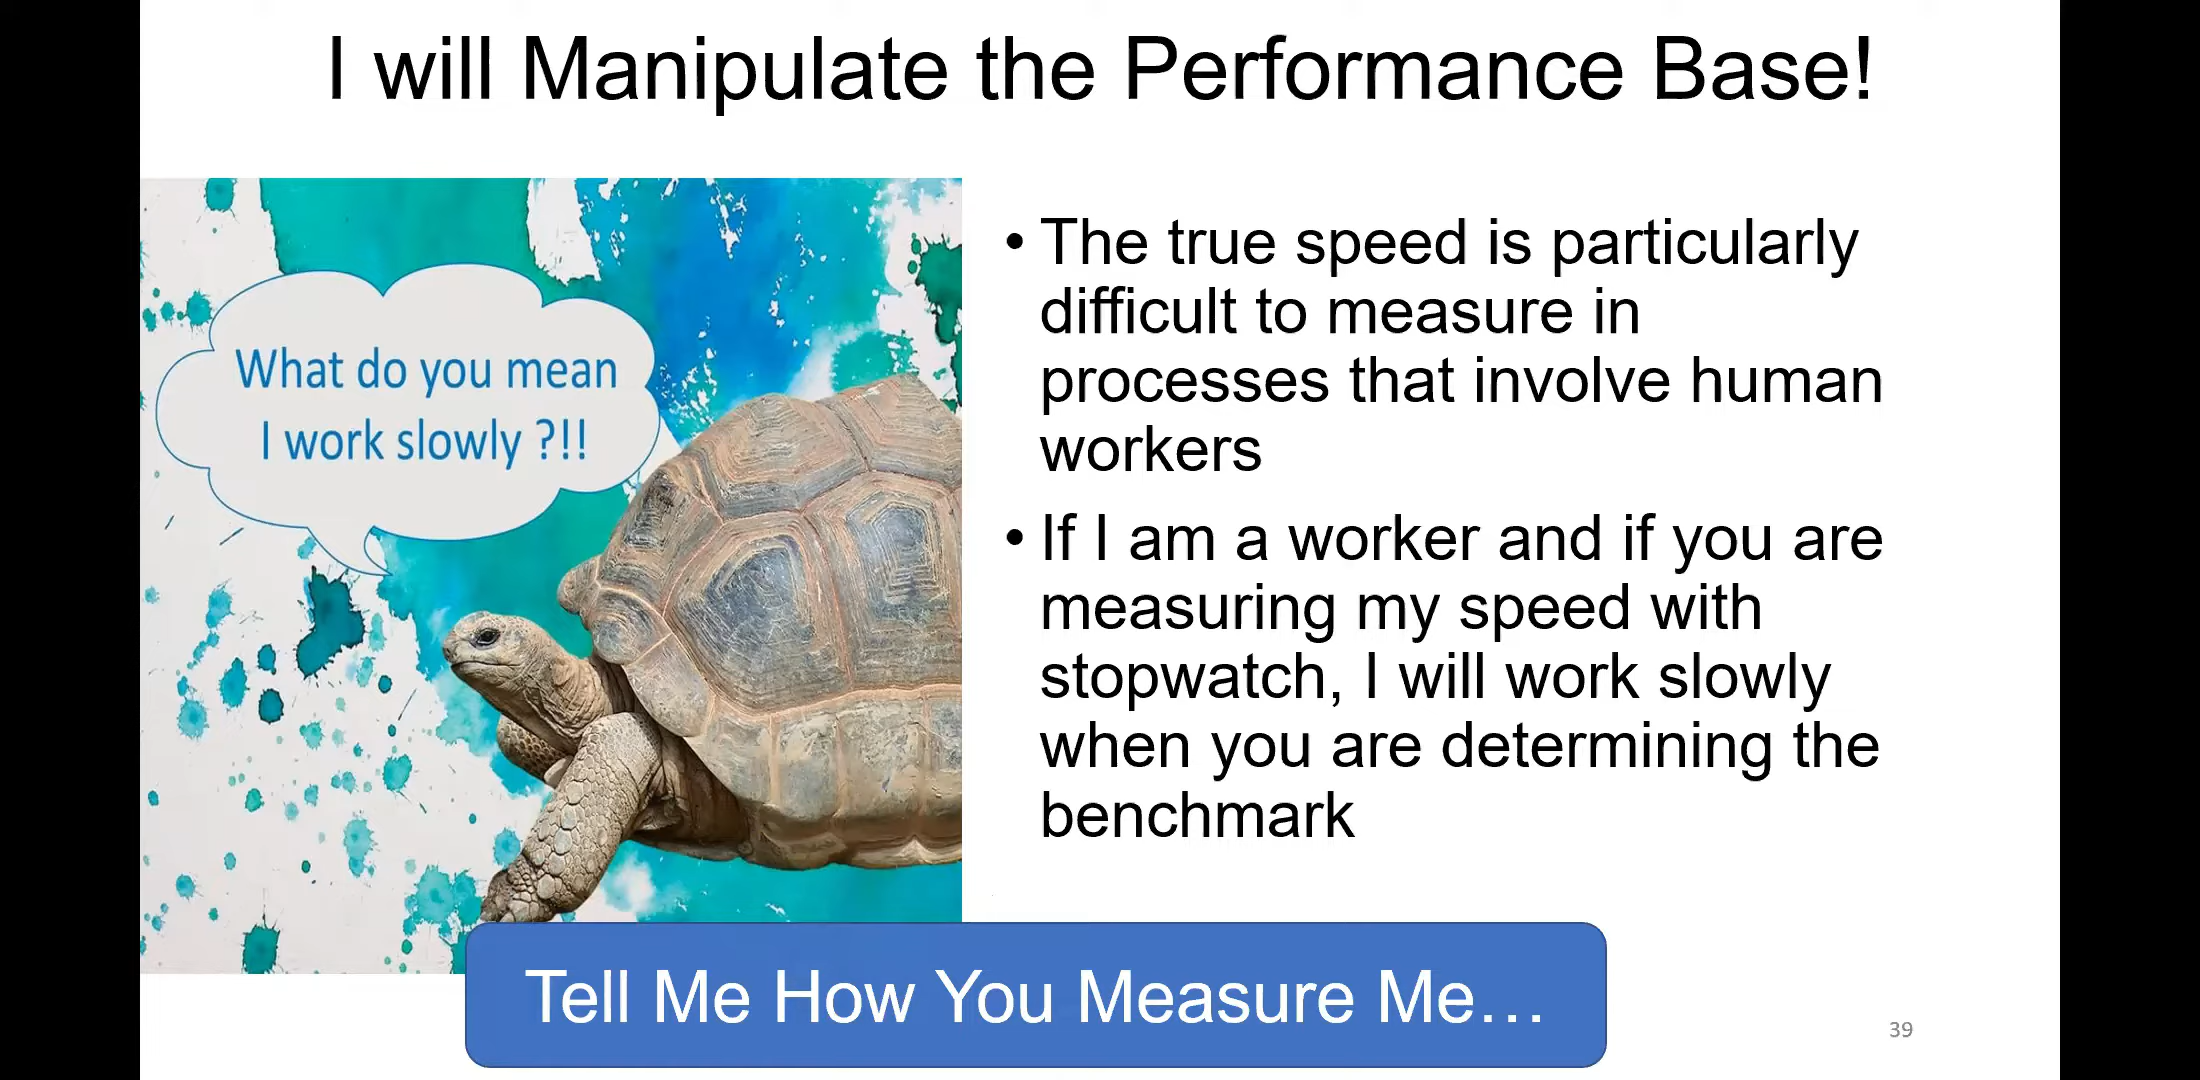 I will Manipulate the Performance Base!
What do you mean
I work slowly ?!!
• The true speed is particularly
difficult to measure in
processes that involve human
workers
• If I am a worker and if you are
measuring my speed with
stopwatch, I will work slowly
when you are determining the
benchmark
Tell Me How You Measure Me…
39